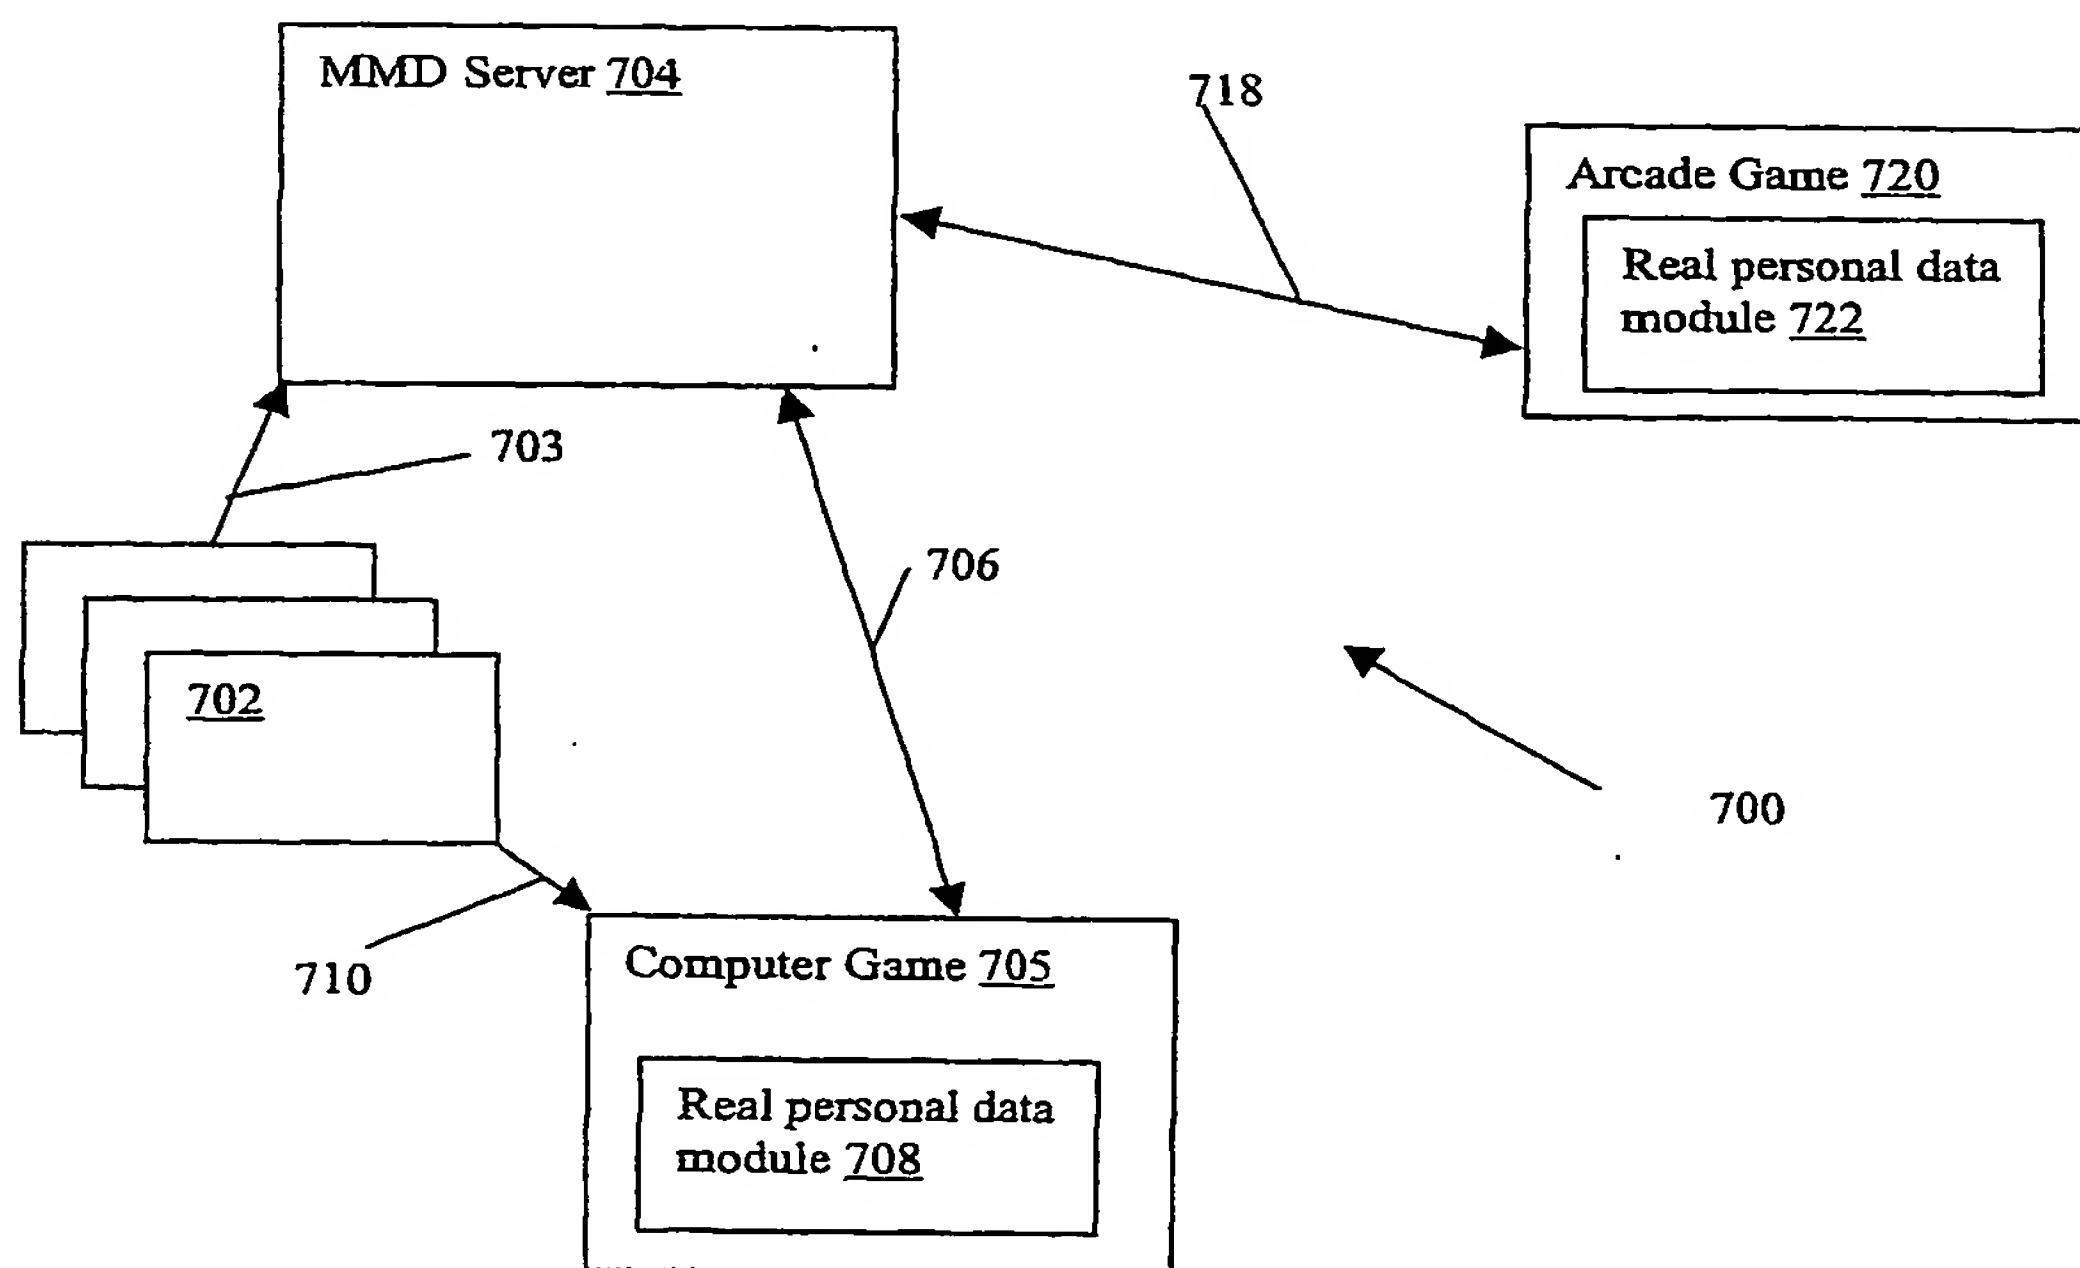 MMD Server 704
718
Arcade Game 720
Real personal data
module 722
703
706
702
700
710
Computer Game 705
Real personal data
module 708